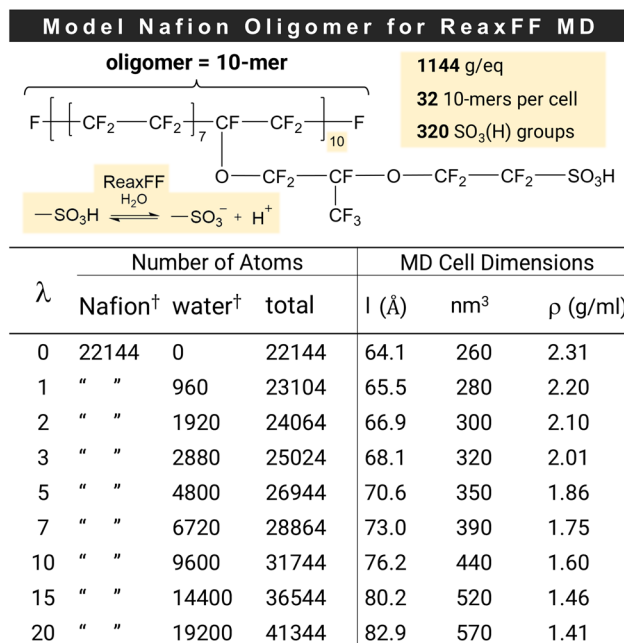 Model Nafion Oligomer for ReaxFF MD
oligomer = 10-mer
1144 g/eq
32 10-mers per cell
320 SO₃(H) groups
F–[–[–CF₂—CF₂–]₇–CF—CF₂–]₁₀–F
O—CF₂—CF—O—CF₂—CF₂—SO₃H
CF₃
ReaxFF
H₂O
—SO₃H ⇌ —SO₃⁻ + H⁺
Number of Atoms MD Cell Dimensions
λ Nafion† water† total l (Å) nm³ ρ (g/ml)
0 22144 0 22144 64.1 260 2.31
1 “ ” 960 23104 65.5 280 2.20
2 “ ” 1920 24064 66.9 300 2.10
3 “ ” 2880 25024 68.1 320 2.01
5 “ ” 4800 26944 70.6 350 1.86
7 “ ” 6720 28864 73.0 390 1.75
10 “ ” 9600 31744 76.2 440 1.60
15 “ ” 14400 36544 80.2 520 1.46
20 “ ” 19200 41344 82.9 570 1.41